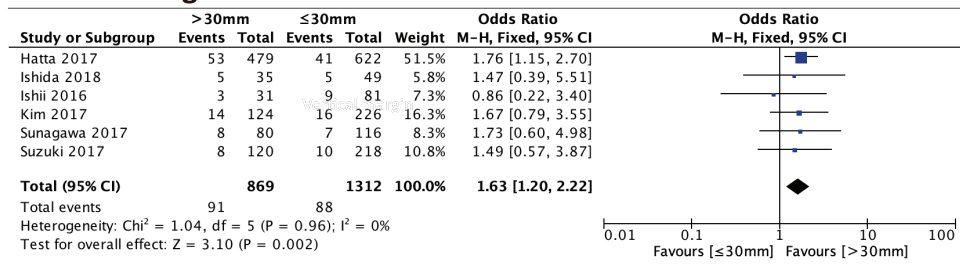 >30mm ≤30mm Odds Ratio Odds Ratio
Study or Subgroup Events Total Events Total Weight M-H, Fixed, 95% CI M-H, Fixed, 95% CI
Hatta 2017 53 479 41 622 51.5% 1.76 [1.15, 2.70]
Ishida 2018 5 35 5 49 5.8% 1.47 [0.39, 5.51]
Ishii 2016 3 31 9 81 7.3% 0.86 [0.22, 3.40]
Vertical Margin
Kim 2017 14 124 16 226 16.3% 1.67 [0.79, 3.55]
Sunagawa 2017 8 80 7 116 8.3% 1.73 [0.60, 4.98]
Suzuki 2017 8 120 10 218 10.8% 1.49 [0.57, 3.87]
Total (95% CI) 869 1312 100.0% 1.63 [1.20, 2.22]
Total events 91 88
Heterogeneity: Chi² = 1.04, df = 5 (P = 0.96); I² = 0%
Test for overall effect: Z = 3.10 (P = 0.002)
0.01 0.1 1 10 100
Favours [≤30mm] Favours [>30mm]